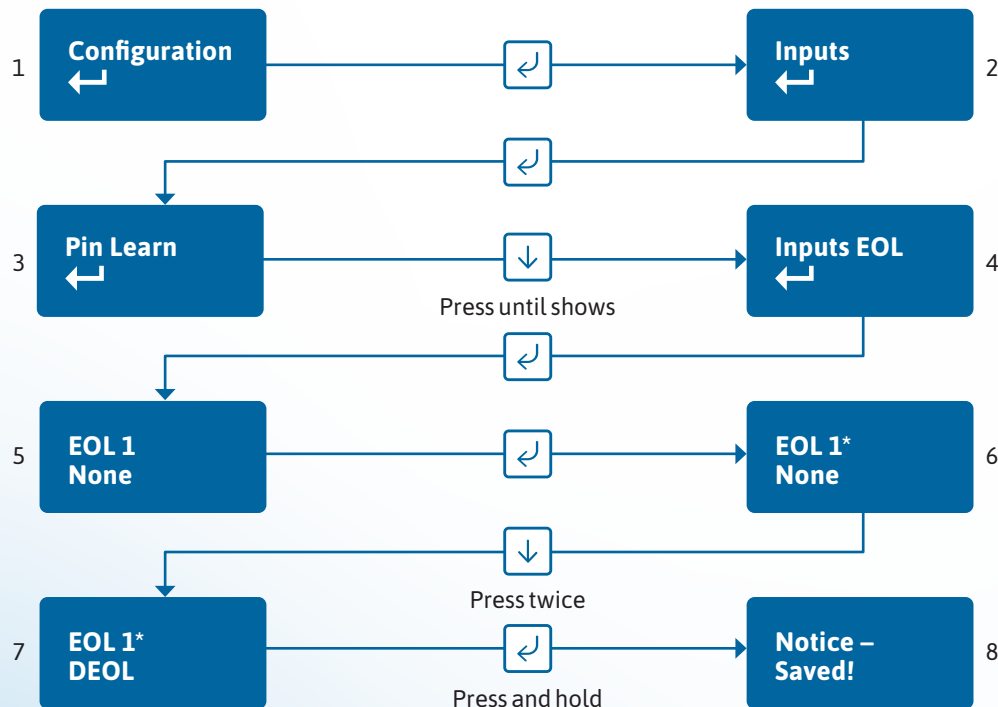 1
Configuration
Inputs
2
3
Pin Learn
Press until shows
Inputs EOL
4
5
EOL 1
None
EOL 1*
None
6
Press twice
7
EOL 1*
DEOL
Press and hold
Notice –
Saved!
8